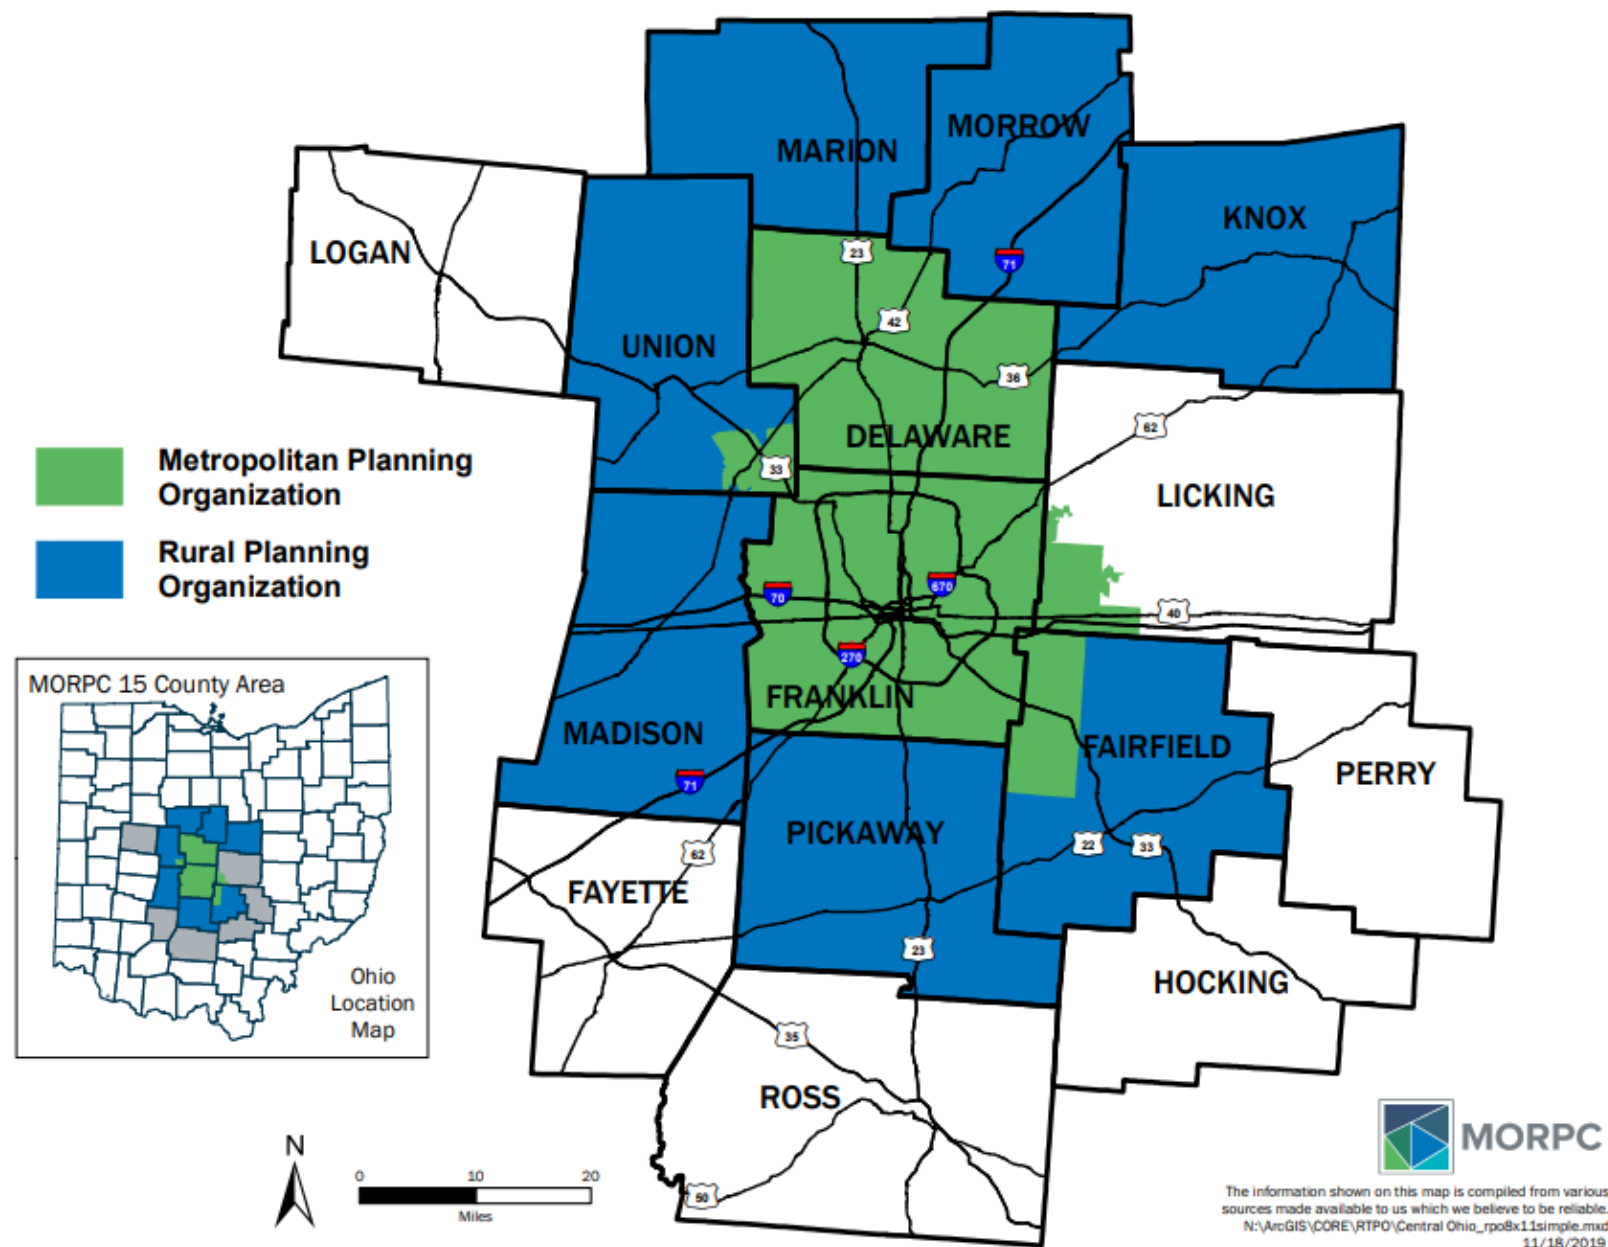 MARION
MORROW
KNOX
LOGAN
23
71
UNION
42
36
DELAWARE
62
33
LICKING
Metropolitan Planning
Organization
Rural Planning
Organization
70
670
40
270
FRANKLIN
MADISON
FAIRFIELD
PERRY
71
PICKAWAY
22
33
62
FAYETTE
23
HOCKING
35
ROSS
50
MORPC 15 County Area
Ohio
Location
Map
N
0 10 20
Miles
MORPC
The information shown on this map is compiled from various
sources made available to us which we believe to be reliable.
N:\ArcGIS\CORE\RTPO\Central Ohio_rpo8x11simple.mxd
11/18/2019